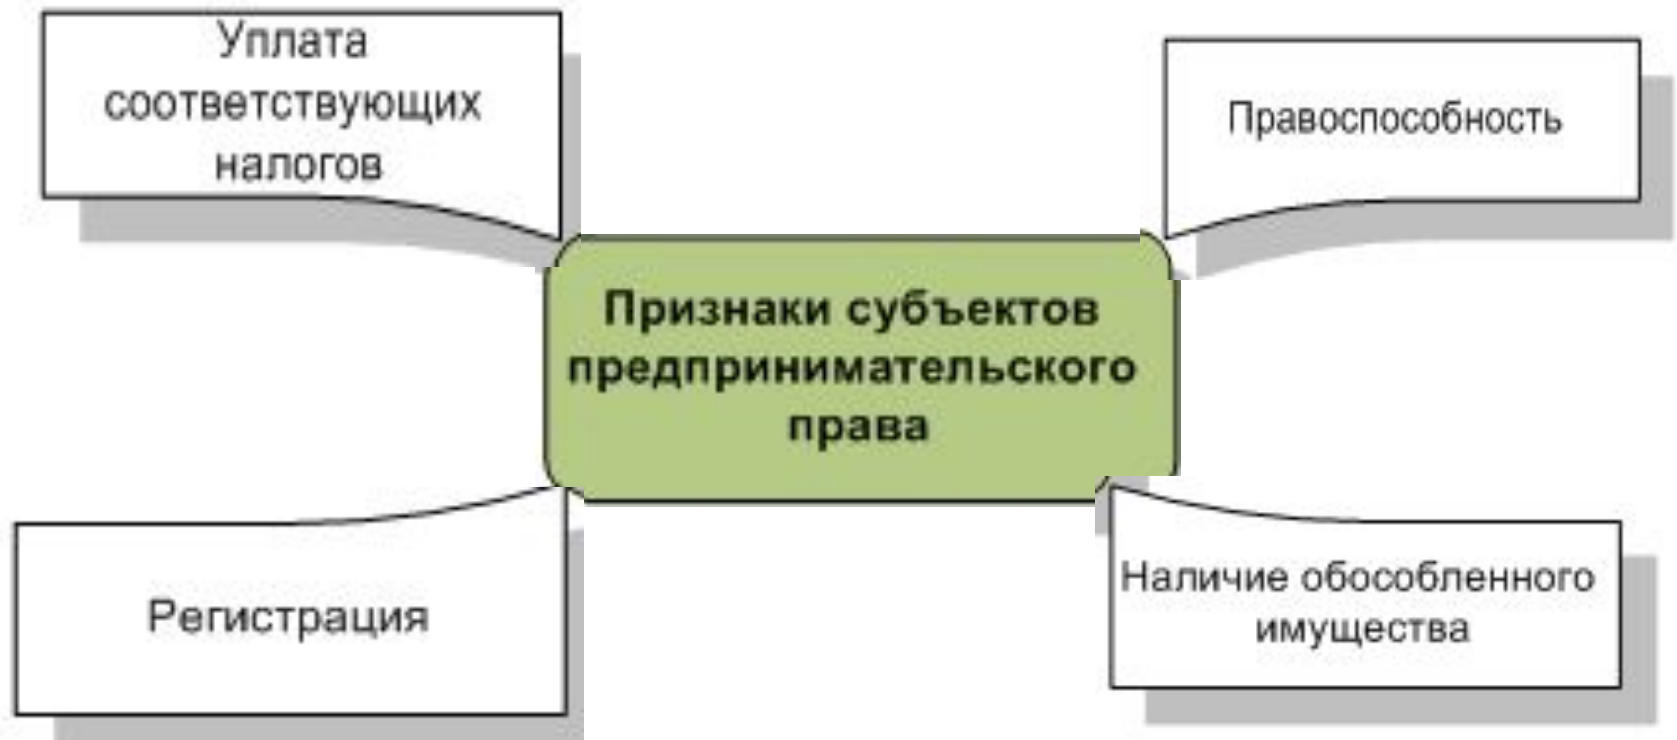 Уплата
соответствующих
налогов
Правоспособность
Признаки субъектов
предпринимательского
права
Регистрация
Наличие обособленного
имущества